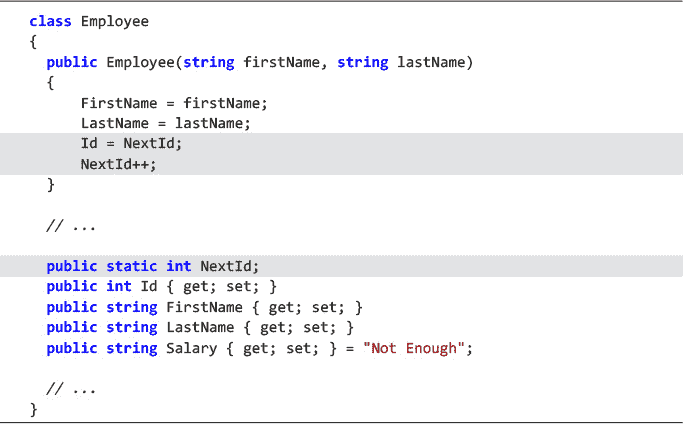 class Employee
{
public Employee(string firstName, string lastName)
{
FirstName = firstName;
LastName = lastName;
Id = NextId;
NextId++;
}
// ...
public static int NextId;
public int Id { get; set; }
public string FirstName { get; set; }
public string LastName { get; set; }
public string Salary { get; set; } = "Not Enough";
// ...
}